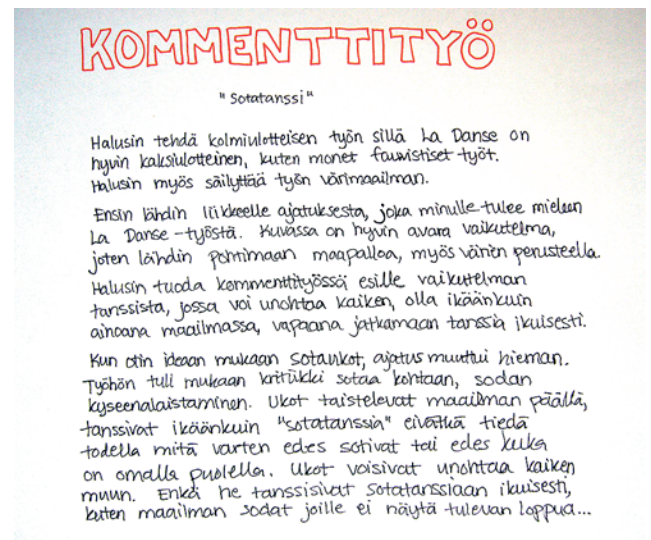 KOMMENTTITYÖ
"Sotatanssi"
Halusin tehdä kolmiulotteisen työn sillä La Danse on
hyvin kaksiulotteinen, kuten monet fauvistiset työt.
Halusin myös säilyttää työn värimaailman.
Ensin lähdin liikkeelle ajatuksesta, joka minulle tulee mieleen
La Danse -työstä. Kuvassa on hyvin avara vaikutelma,
joten lähdin pohtimaan maapalloa, myös värien perusteella.
Halusin tuoda kommenttityössä esille vaikutelman
tanssista, jossa voi unohtaa kaiken, olla ikäänkuin
ainoana maailmassa, vapaana jatkamaan tanssia ikuisesti.
Kun otin ideaan mukaan sotaukot, ajatus muuttui hieman.
Työhön tuli mukaan kritiikki sotaa kohtaan, sodan
kyseenalaistaminen. Ukot taistelevat maailman päällä,
tanssivat ikäänkuin "sotatanssia" eivätkä tiedä
todella mitä varten edes sotivat tai edes kuka
on omalla puolella. Ukot voisivat unohtaa kaiken
muun. Enkä he tanssisivat sotatanssiaan ikuisesti,
kuten maailman sodat joille ei näytä tulevan loppua...